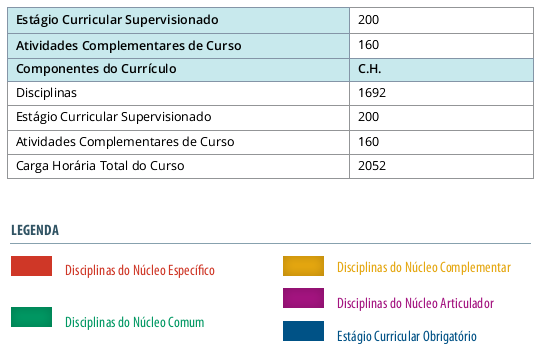 Estágio Curricular Supervisionado 200
Atividades Complementares de Curso 160
Componentes do Currículo C.H.
Disciplinas 1692
Estágio Curricular Supervisionado 200
Atividades Complementares de Curso 160
Carga Horária Total do Curso 2052
LEGENDA
Disciplinas do Núcleo Específico
Disciplinas do Núcleo Comum
Disciplinas do Núcleo Complementar
Disciplinas do Núcleo Articulador
Estágio Curricular Obrigatório